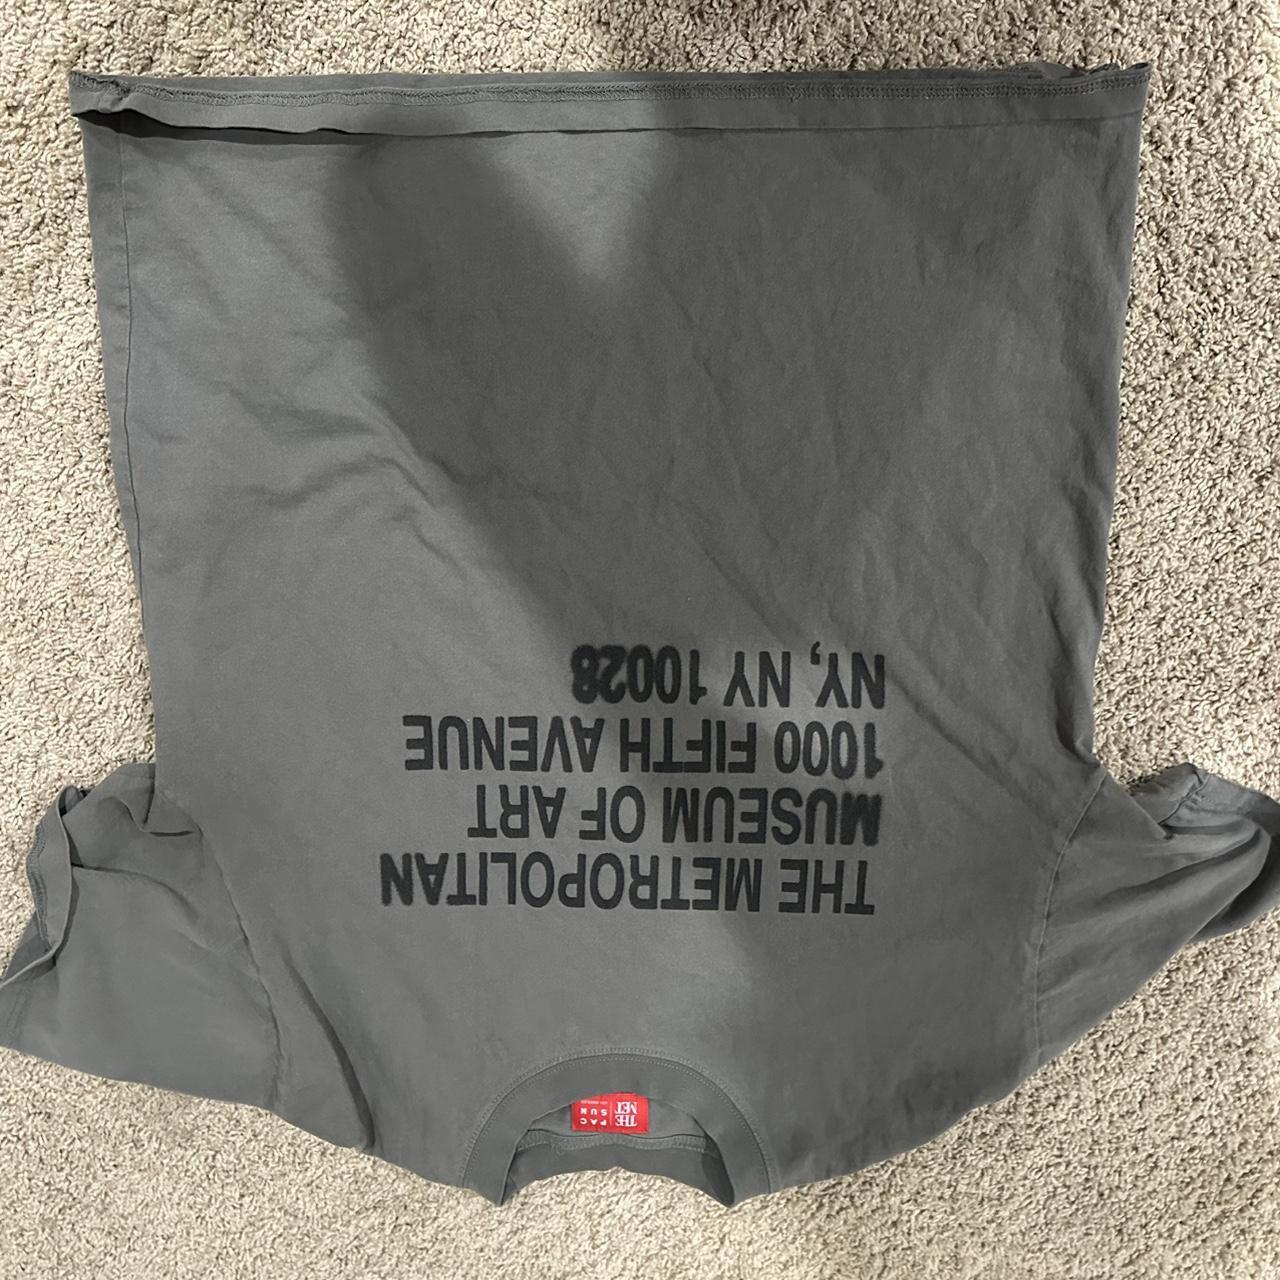 THE METROPOLITAN
MUSEUM OF ART
1000 FIFTH AVENUE
NY, NY 10028
THE
MET
PAC
SUN